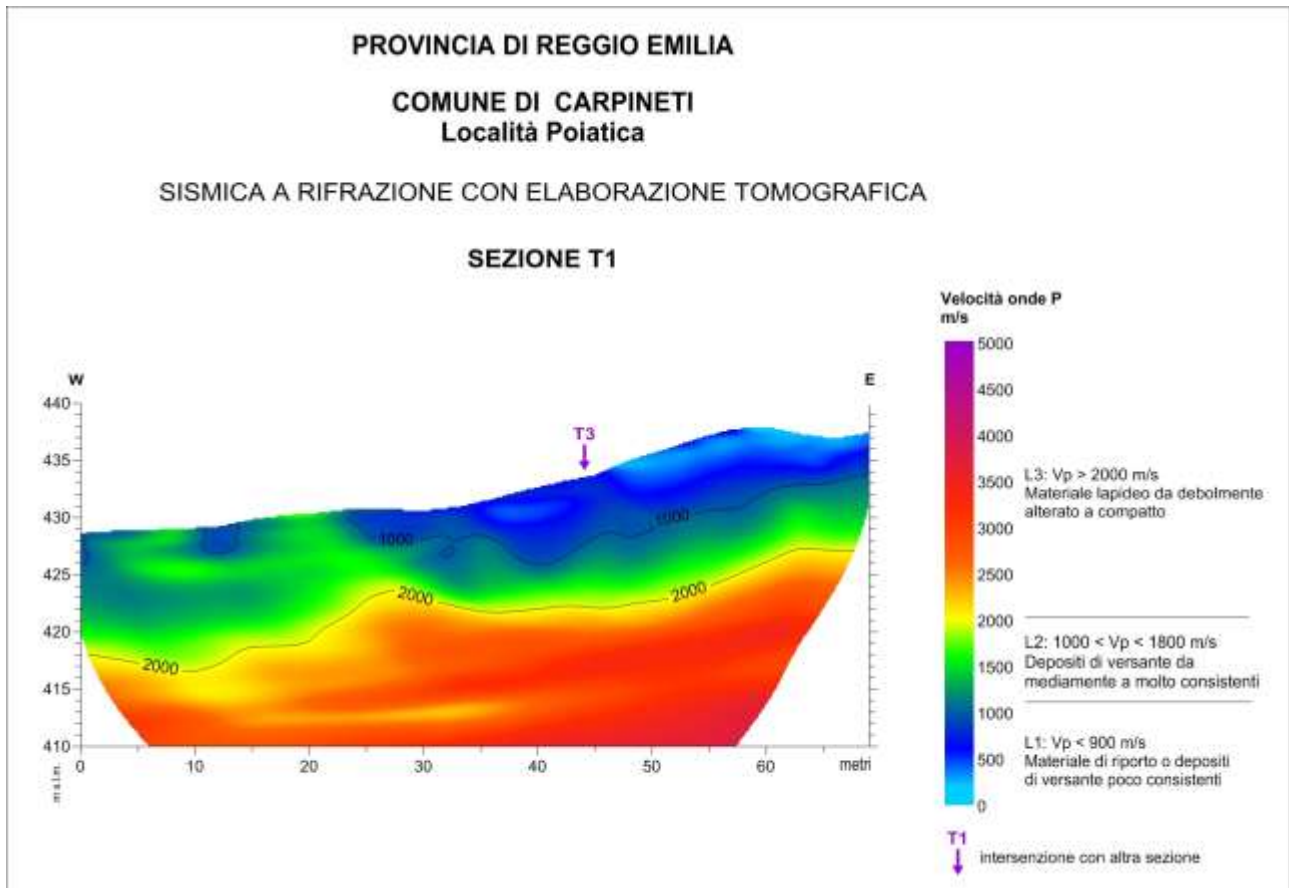 PROVINCIA DI REGGIO EMILIA
COMUNE DI CARPINETI
Località Poiatica
SISMICA A RIFRAZIONE CON ELABORAZIONE TOMOGRAFICA
SEZIONE T1
Velocità onde P
m/s
5000
4500
4000
3500
3000
2500
2000
1500
1000
500
0
L3: Vp > 2000 m/s
Materiale lapideo da debolmente
alterato a compatto
L2: 1000 < Vp < 1800 m/s
Depositi di versante da
mediamente a molto consistenti
L1: Vp < 900 m/s
Materiale di riporto o depositi
di versante poco consistenti
T1
intersenzione con altra sezione
W
E
T3
440
435
430
425
420
415
410
1000
1000
2000
2000
2000
0 10 20 30 40 50 60 metri
m s.l.m.